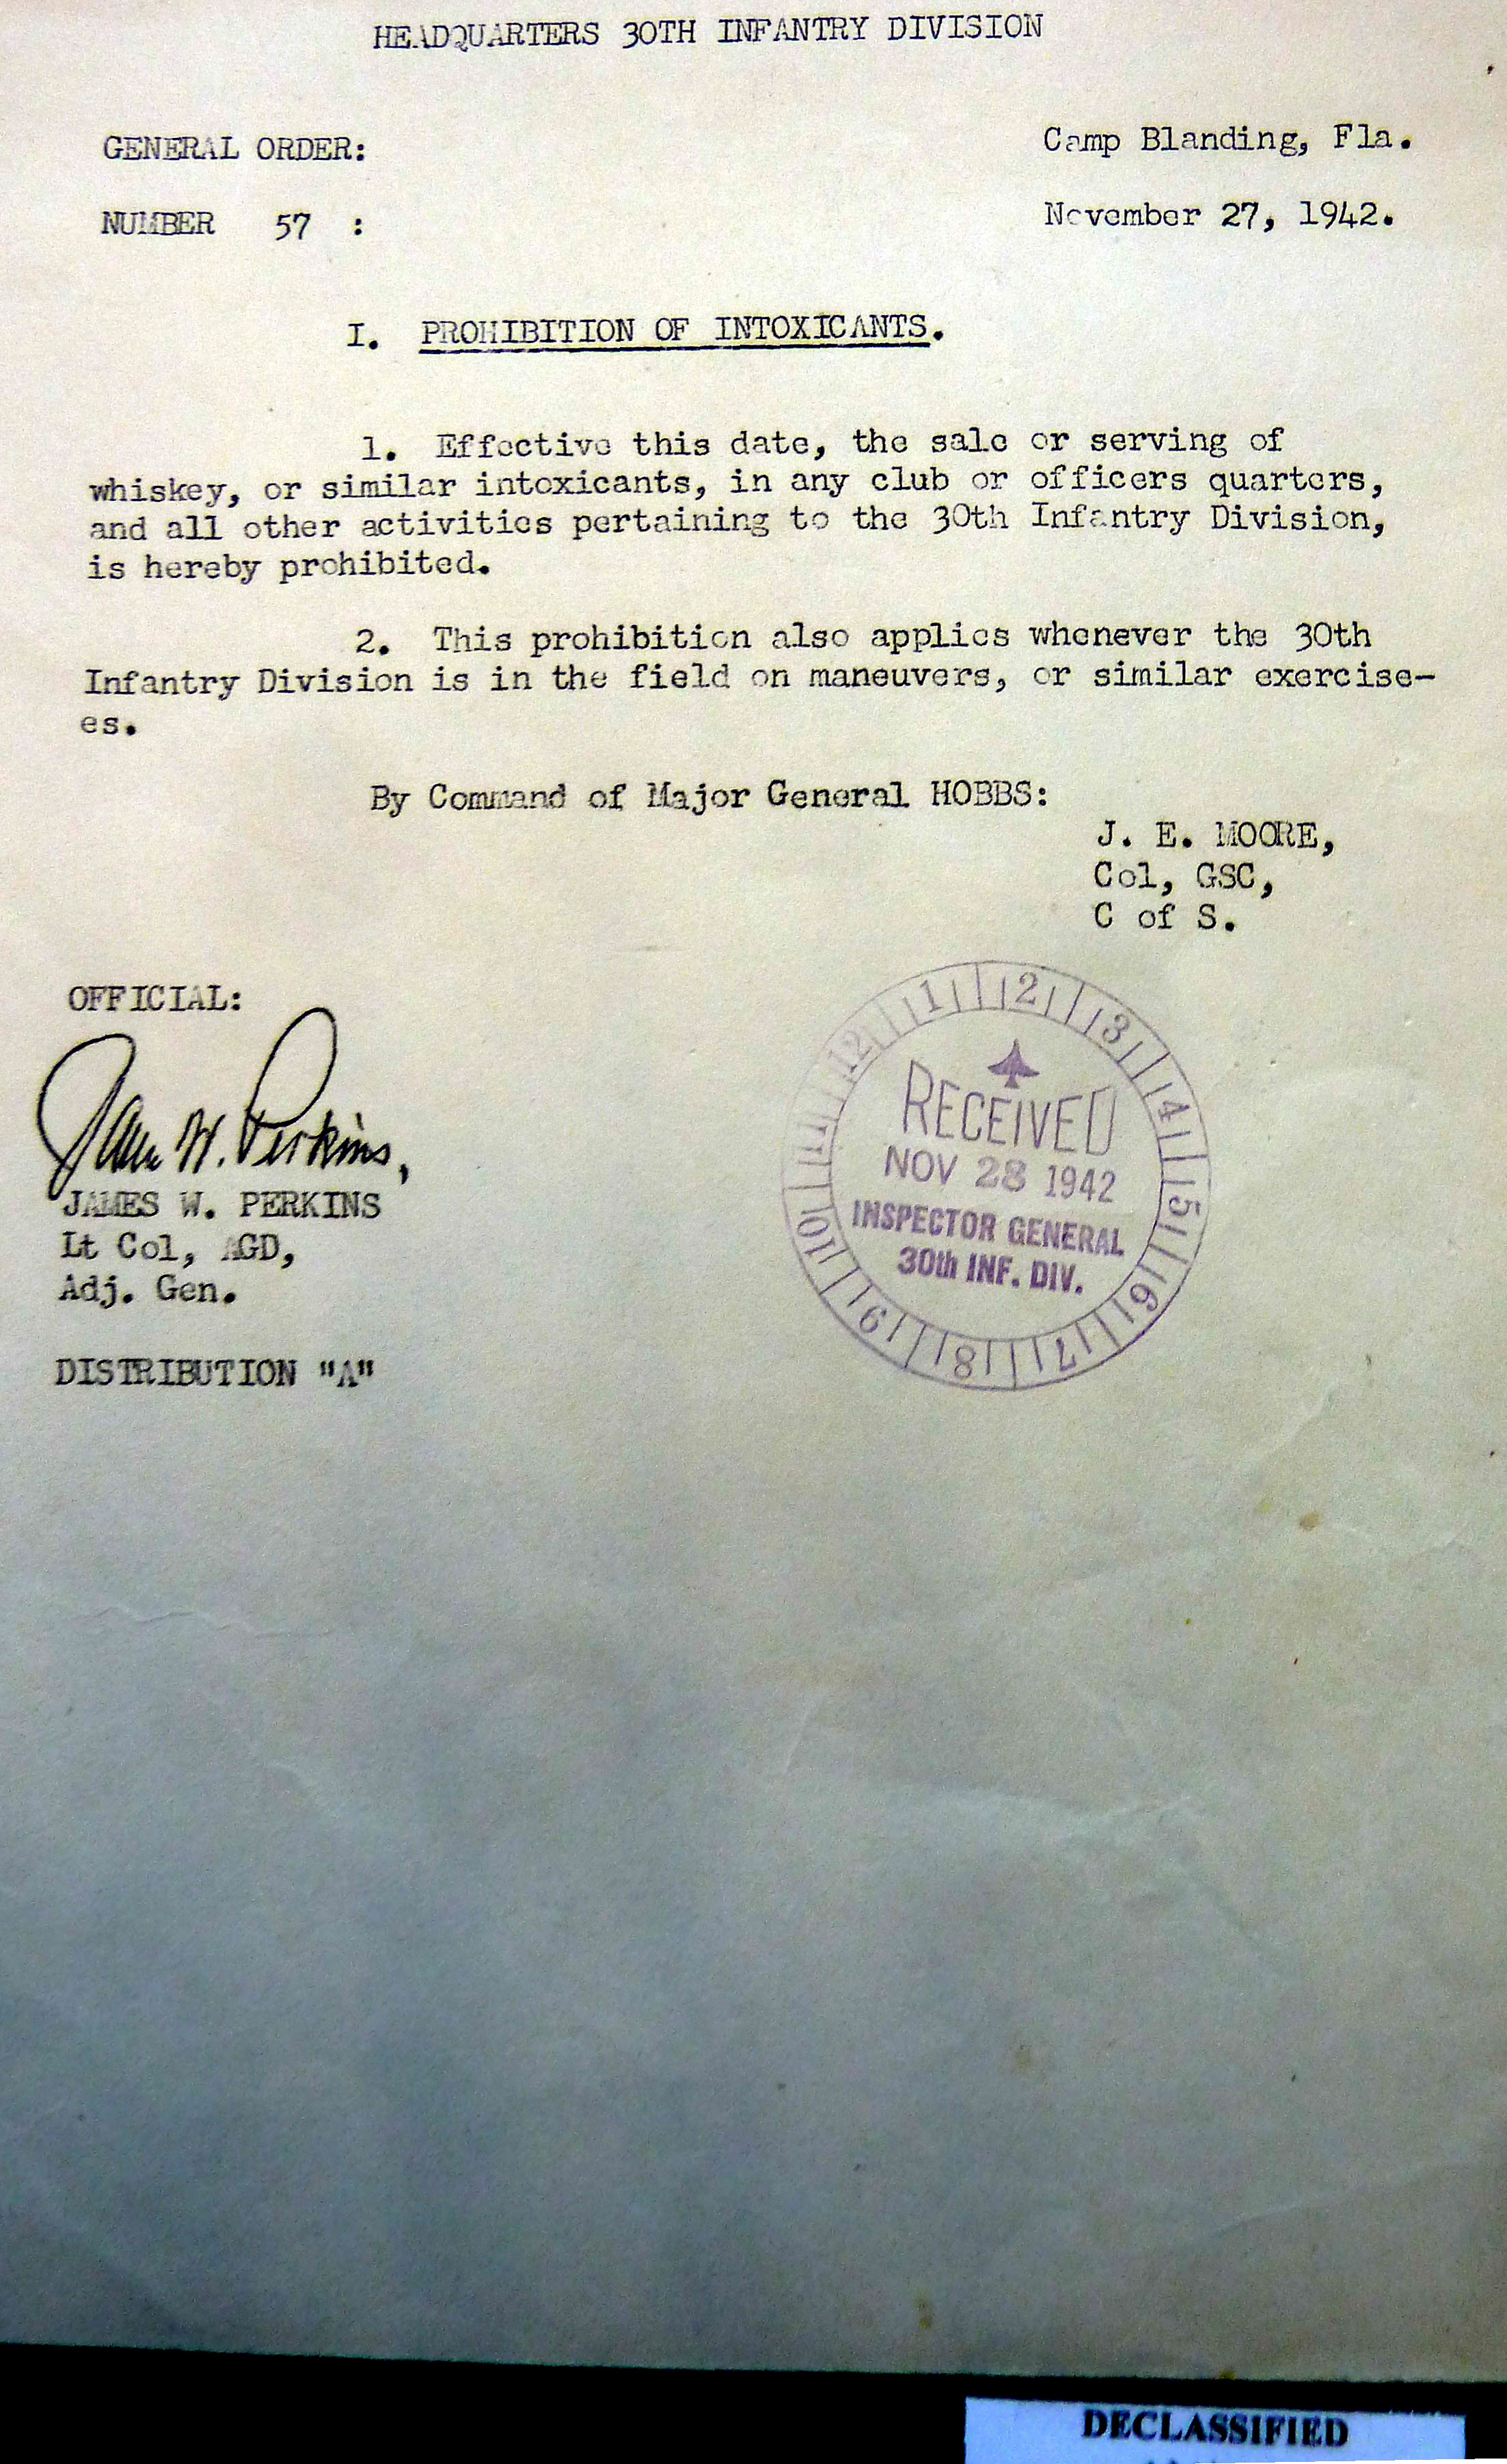 HEADQUARTERS 30TH INFANTRY DIVISION
GENERAL ORDER:
Camp Blanding, Fla.
NUMBER 57 :
November 27, 1942.
I. PROHIBITION OF INTOXICANTS.
1. Effective this date, the sale or serving of
whiskey, or similar intoxicants, in any club or officers quarters,
and all other activities pertaining to the 30th Infantry Division,
is hereby prohibited.
2. This prohibition also applies whenever the 30th
Infantry Division is in the field on maneuvers, or similar exercise-
es.
By Command of Major General HOBBS:
J. E. MOORE,
Col, GSC,
C of S.
OFFICIAL:
James W. Perkins,
JAMES W. PERKINS
Lt Col, AGD,
Adj. Gen.
DISTRIBUTION "A"
1 2 3 4 5 6 7 8 9 10 11 12
RECEIVED
NOV 28 1942
INSPECTOR GENERAL
30th INF. DIV.
DECLASSIFIED